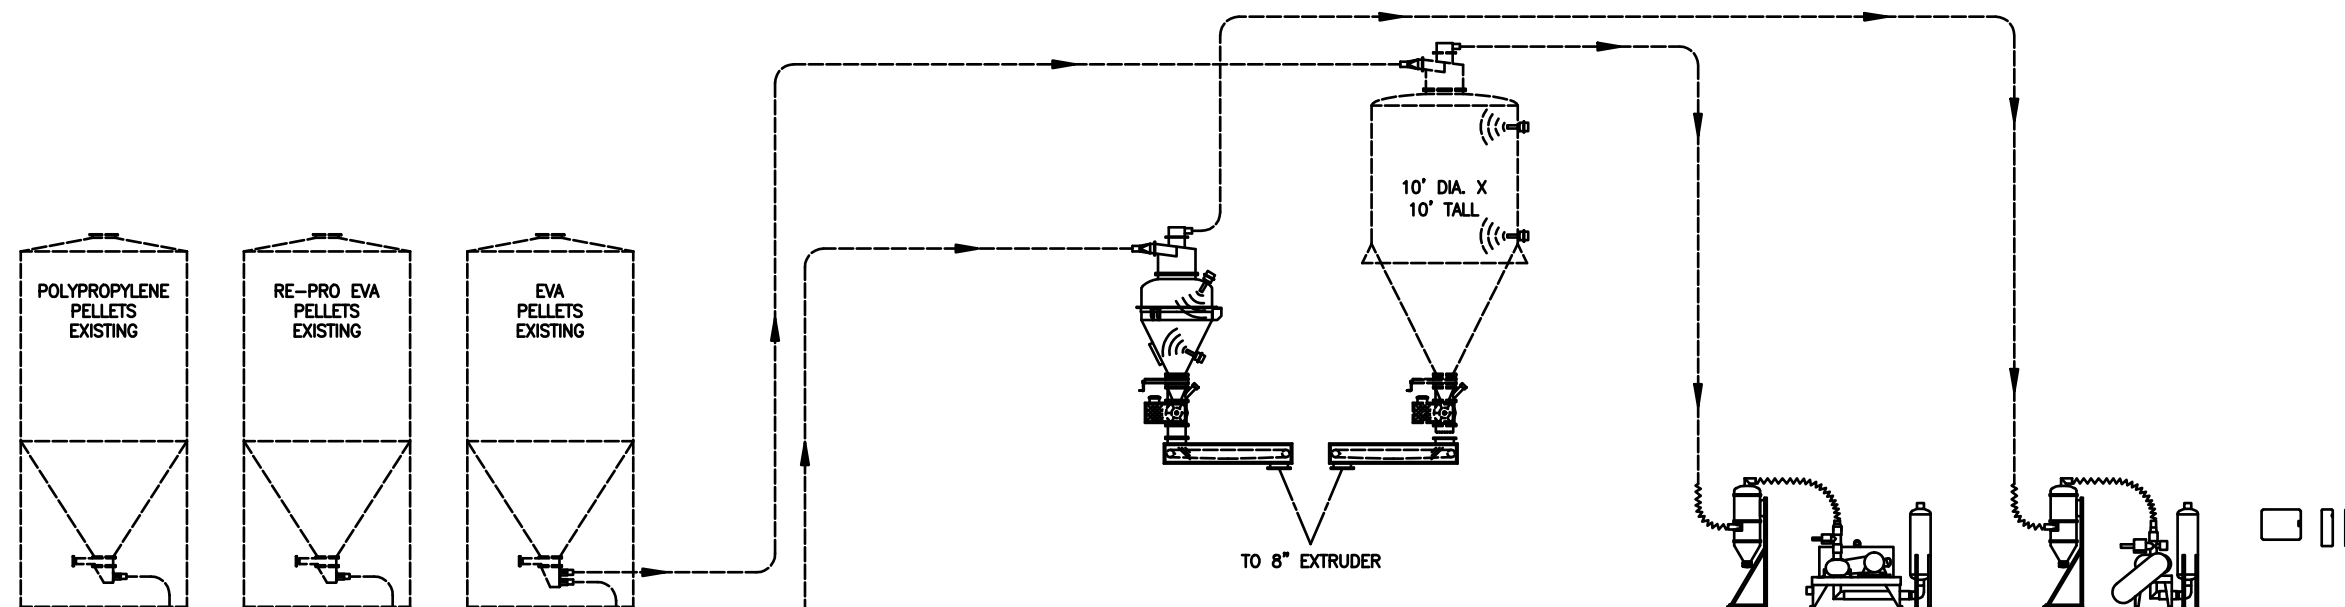 POLYPROPYLENE
PELLETS
EXISTING
RE-PRO EVA
PELLETS
EXISTING
EVA
PELLETS
EXISTING
10' DIA. X
10' TALL
TO 8" EXTRUDER